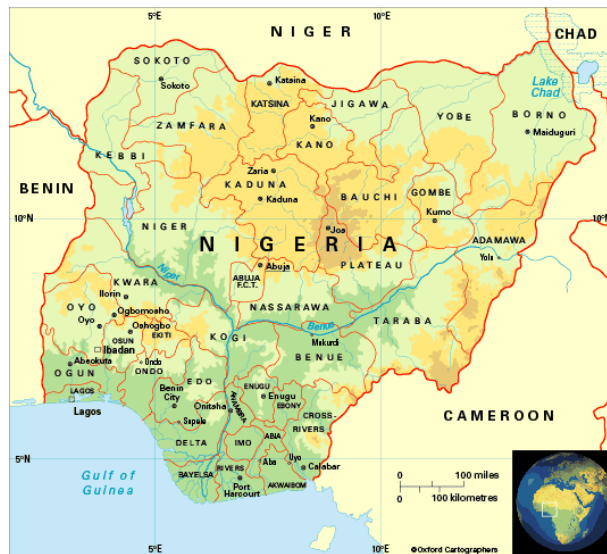 NIGER
CHAD
5°E
10°E
SOKOTO
Sokoto
Katsina
KATSINA
JIGAWA
Lake
Chad
ZAMFARA
Kano
KANO
YOBE
BORNO
Maiduguri
KEBBI
BENIN
Zaria
KADUNA
Kaduna
BAUCHI
GOMBE
Kumo
10°N
10°N
NIGER
NIGERIA
Jos
ADAMAWA
Yola
PLATEAU
Abuja
ABUJA
F.C.T.
Niger
KWARA
Ilorin
NASSARAWA
TARABA
OYO
Ogbomosho
Oyo
Oshogbo
OSUN
EKITI
KOGI
Benue
Makurdi
BENUE
Ibadan
Abeokuta
OGUN
Ondo
ONDO
EDO
Benin
City
ENUGU
Enugu
EBONY
ANAMBRA
Onitsha
LAGOS
Lagos
Sapele
CROSS-
RIVERS
CAMEROON
DELTA
IMO
ABIA
Aba
Uyo
Calabar
5°N
5°N
Gulf of
Guinea
BAYELSA
RIVERS
Port
Harcourt
AKWAIBOM
0
100 miles
0
100 kilometres
5°E
10°E
©Oxford Cartographers